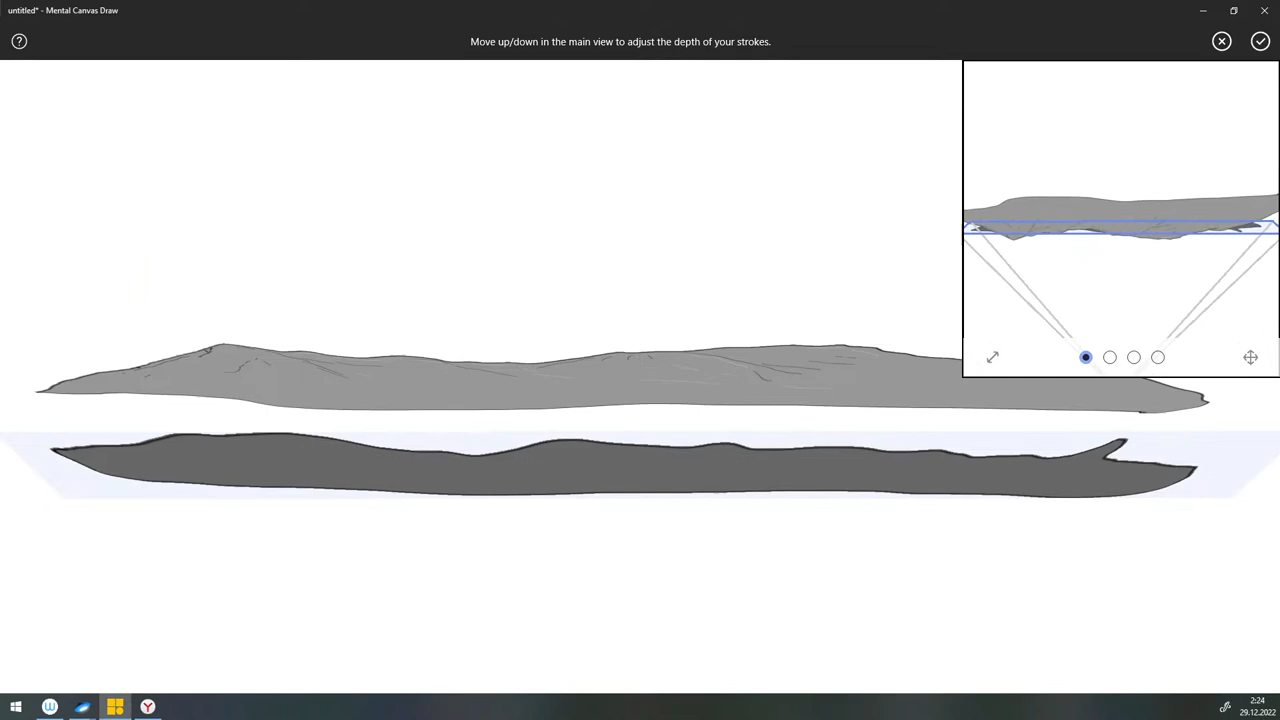 untitled* - Mental Canvas Draw
Move up/down in the main view to adjust the depth of your strokes.
2:24
29.12.2022